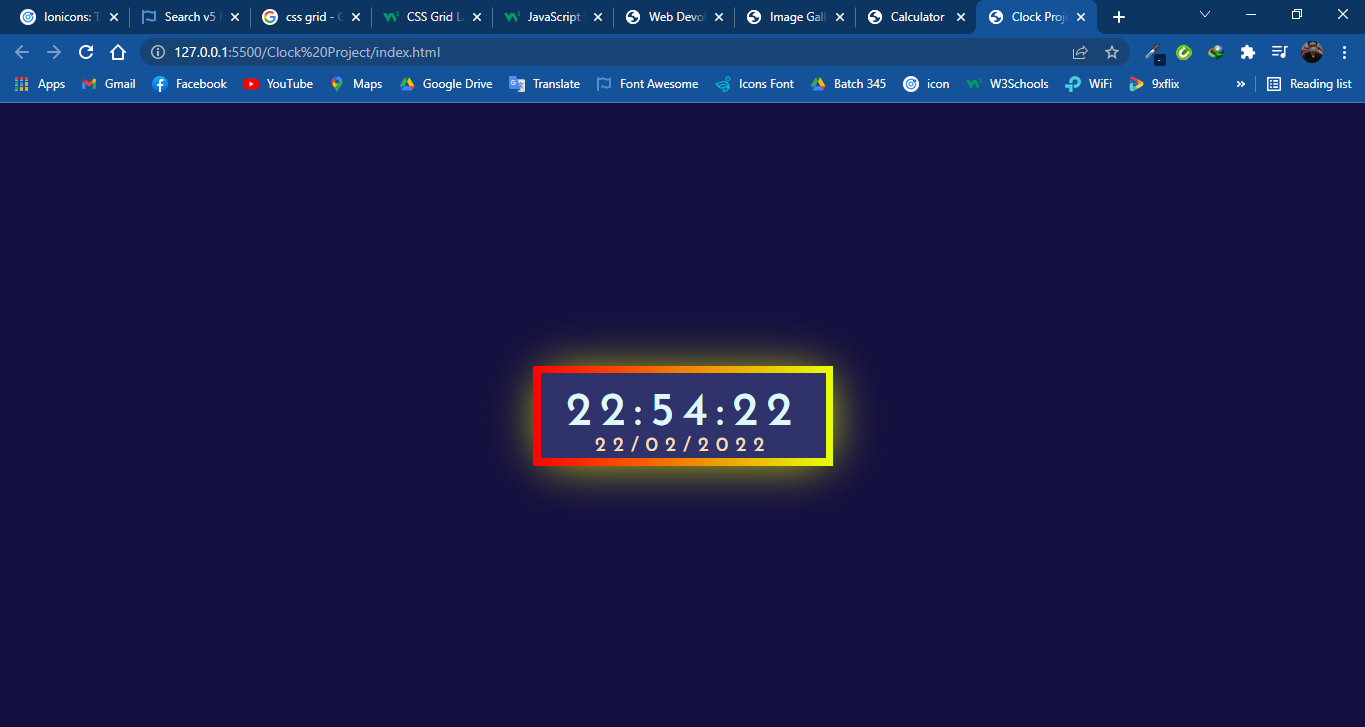 Ionicons: T Search v5 css grid - G CSS Grid L JavaScript Web Devo Image Gall Calculator Clock Proje
127.0.0.1:5500/Clock%20Project/index.html
Apps Gmail Facebook YouTube Maps Google Drive Translate Font Awesome Icons Font Batch 345 icon W3Schools WiFi 9xflix » Reading list
22:54:22
22/02/2022